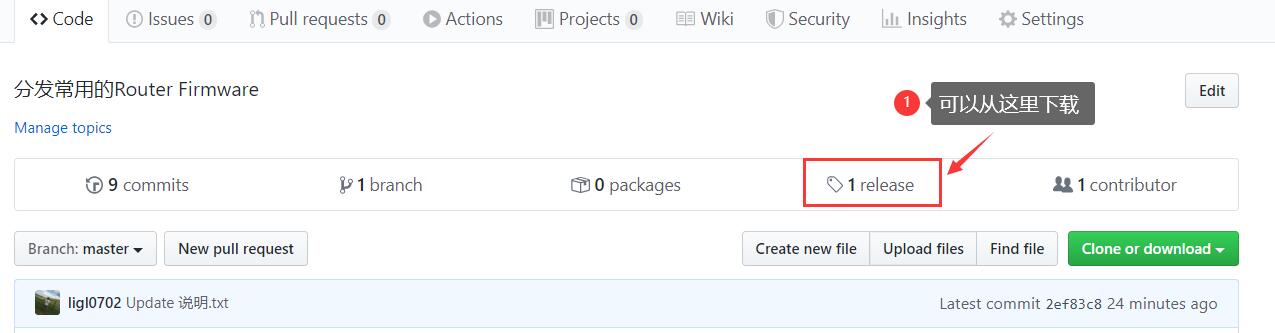 Code Issues 0 Pull requests 0 Actions Projects 0 Wiki Security Insights Settings
分发常用的Router Firmware
1 可以从这里下载
Edit
Manage topics
9 commits 1 branch 0 packages 1 release 1 contributor
Branch: master New pull request Create new file Upload files Find file Clone or download
ligl0702 Update 说明.txt Latest commit 2ef83c8 24 minutes ago